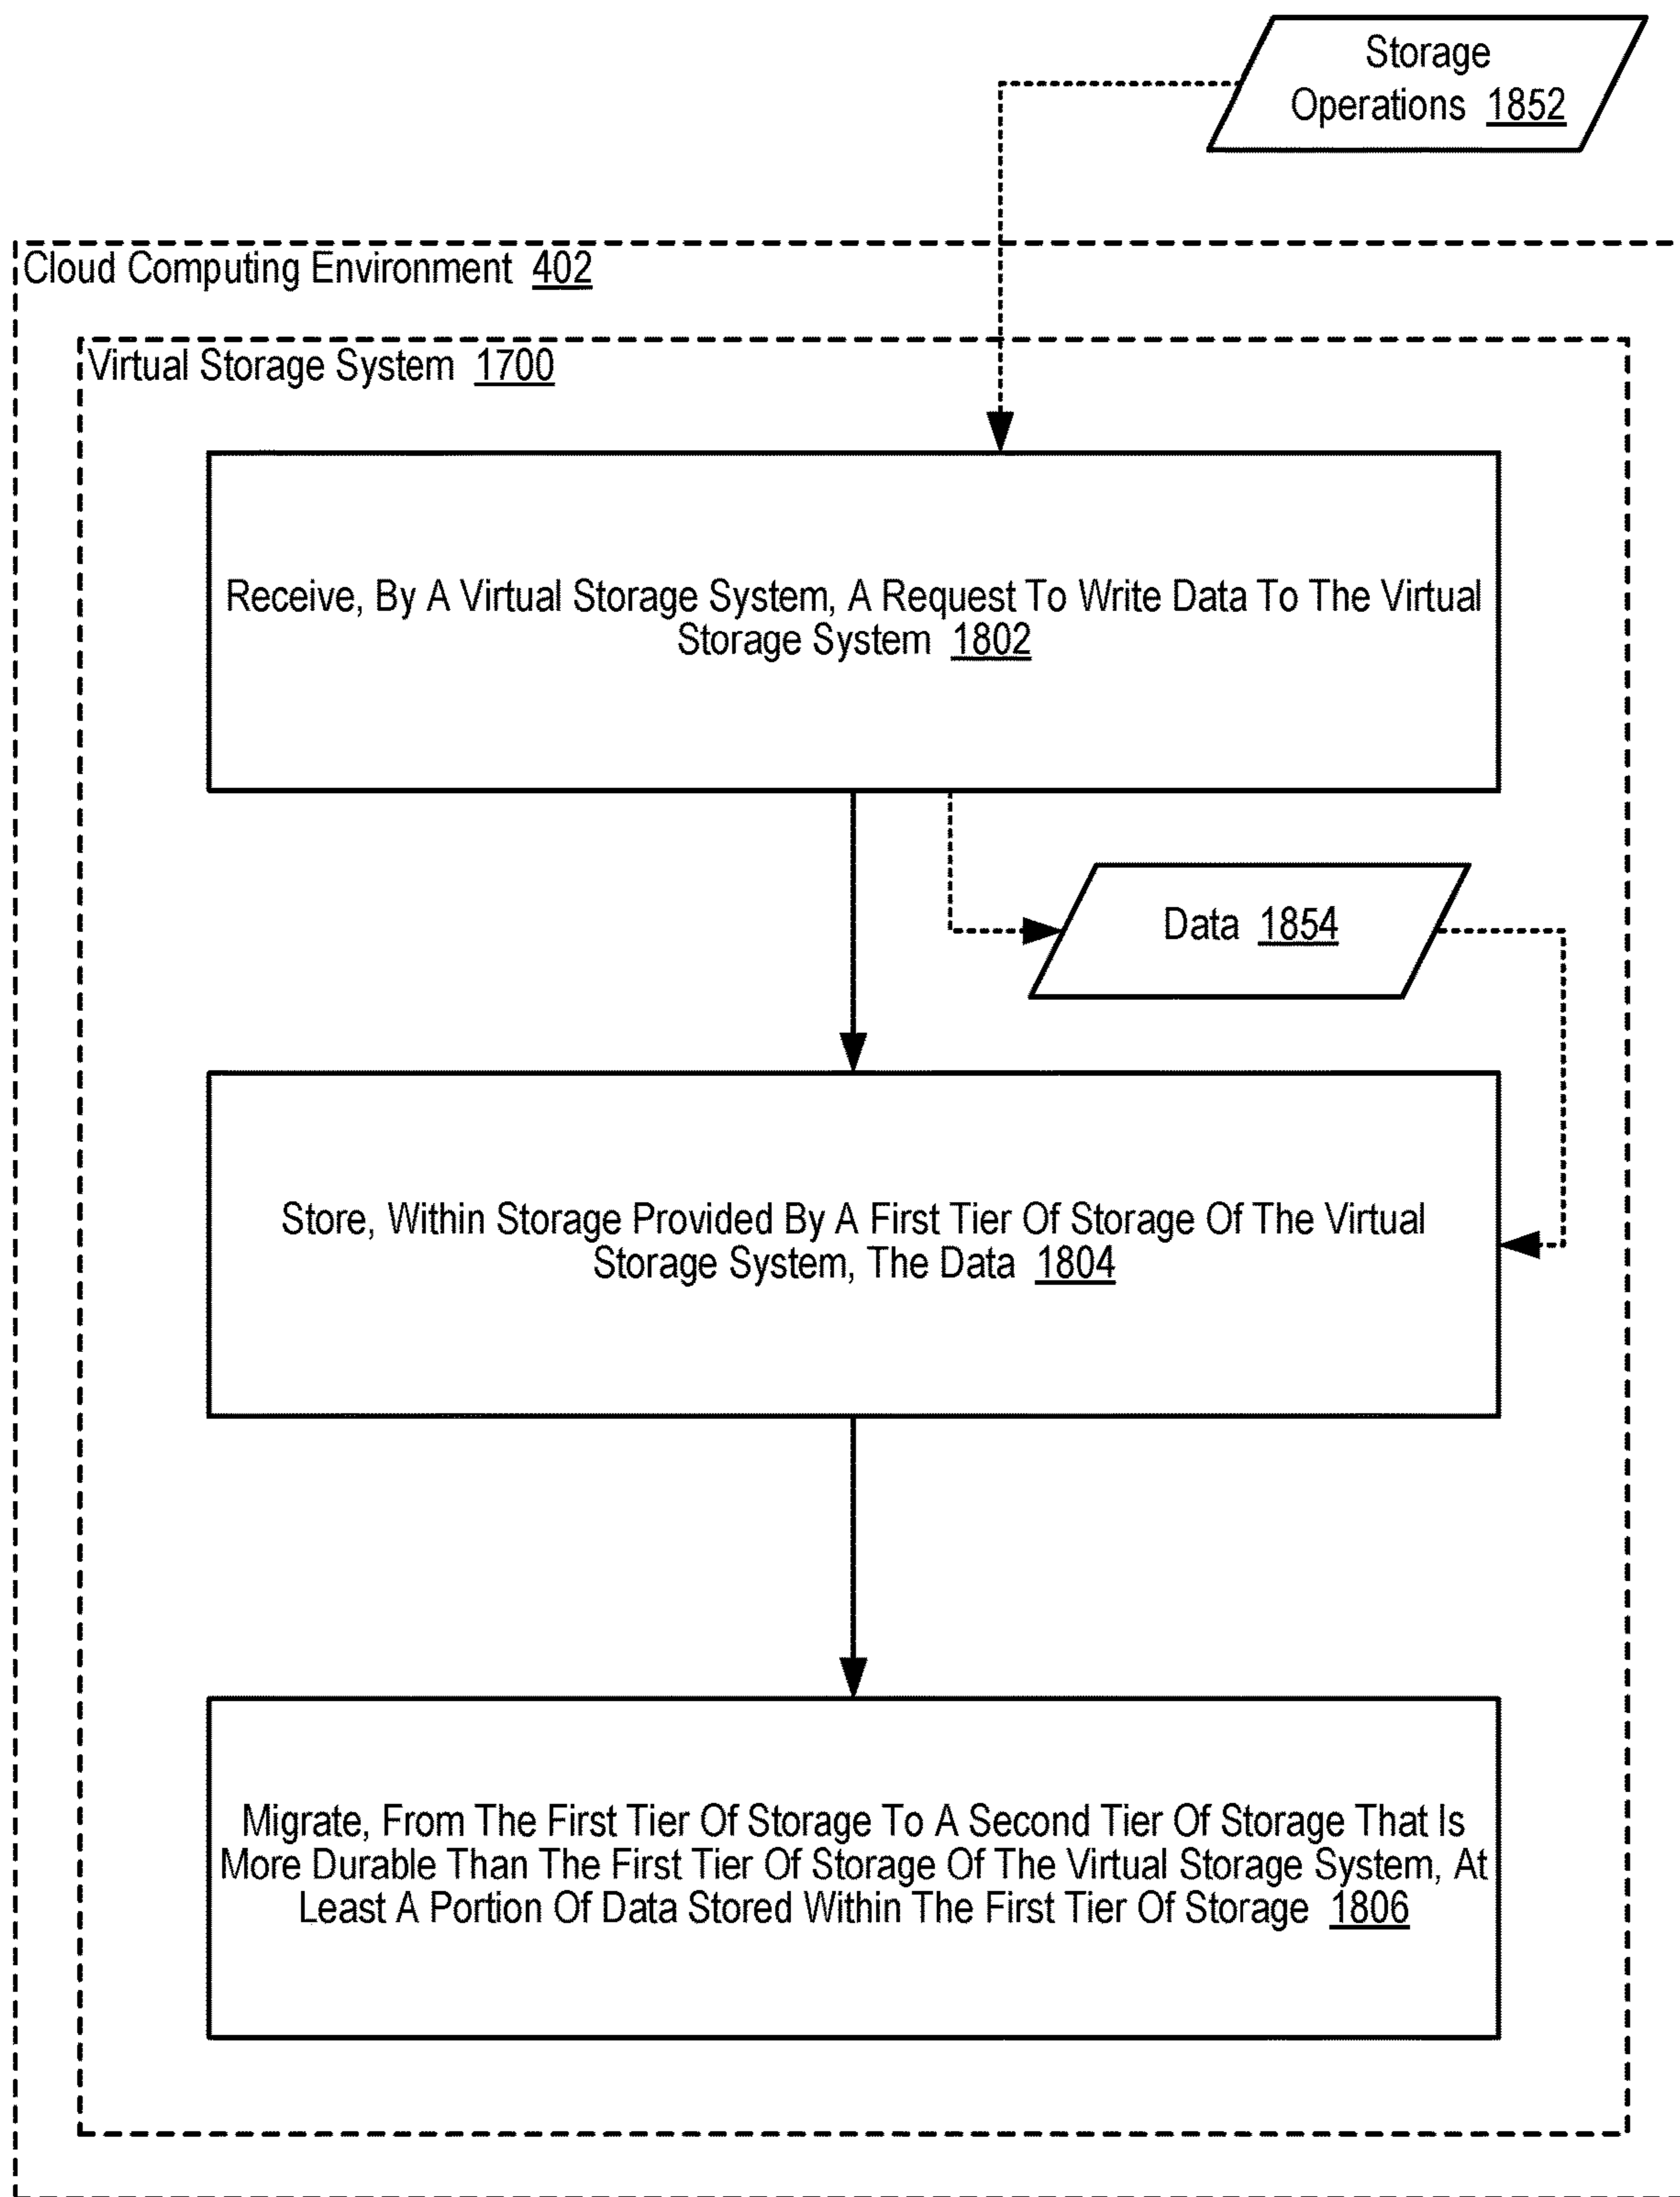 Storage
Operations 1852
Cloud Computing Environment 402
Virtual Storage System 1700
Receive, By A Virtual Storage System, A Request To Write Data To The Virtual
Storage System 1802
Data 1854
Store, Within Storage Provided By A First Tier Of Storage Of The Virtual
Storage System, The Data 1804
Migrate, From The First Tier Of Storage To A Second Tier Of Storage That Is
More Durable Than The First Tier Of Storage Of The Virtual Storage System, At
Least A Portion Of Data Stored Within The First Tier Of Storage 1806